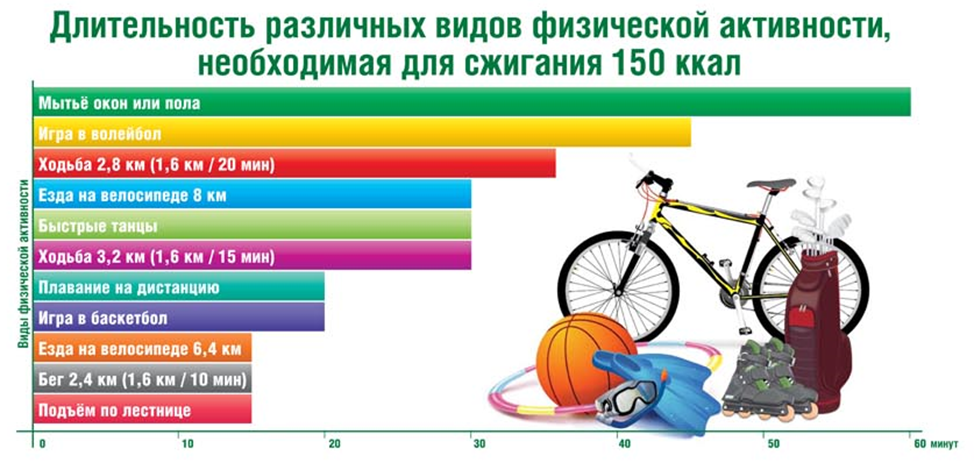 Длительность различных видов физической активности,
необходимая для сжигания 150 ккал
Виды физической активности
Мытьё окон или пола
Игра в волейбол
Ходьба 2,8 км (1,6 км / 20 мин)
Езда на велосипеде 8 км
Быстрые танцы
Ходьба 3,2 км (1,6 км / 15 мин)
Плавание на дистанцию
Игра в баскетбол
Езда на велосипеде 6,4 км
Бег 2,4 км (1,6 км / 10 мин)
Подъём по лестнице
0 10 20 30 40 50 60 минут